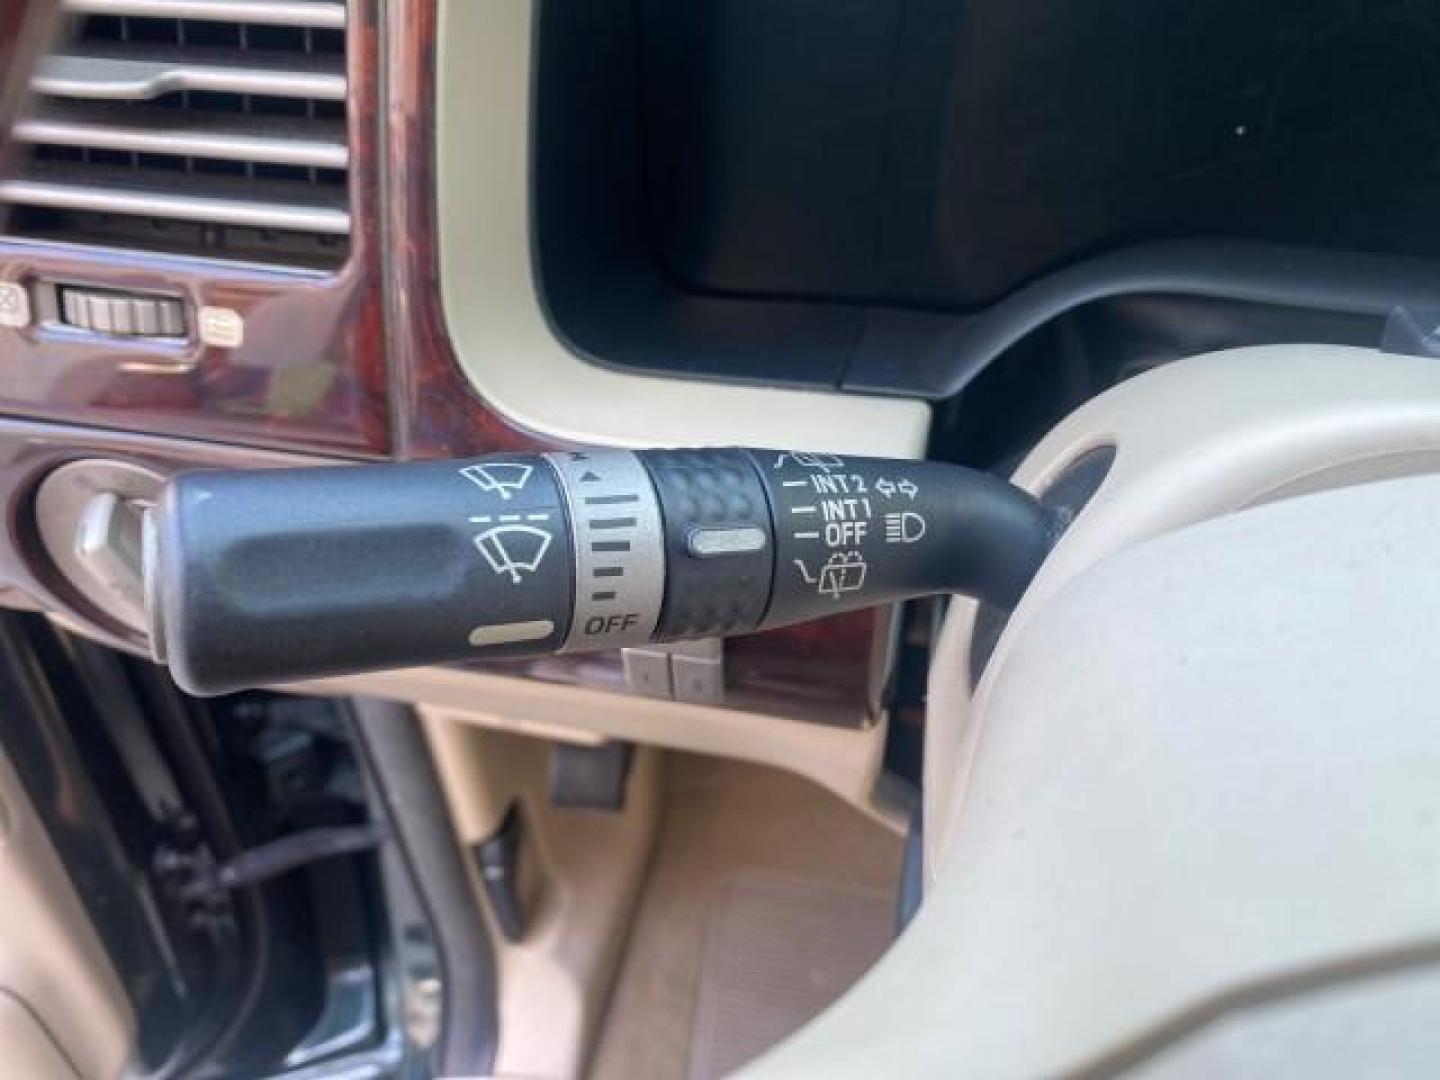 INT 2
INT 1
OFF
OFF